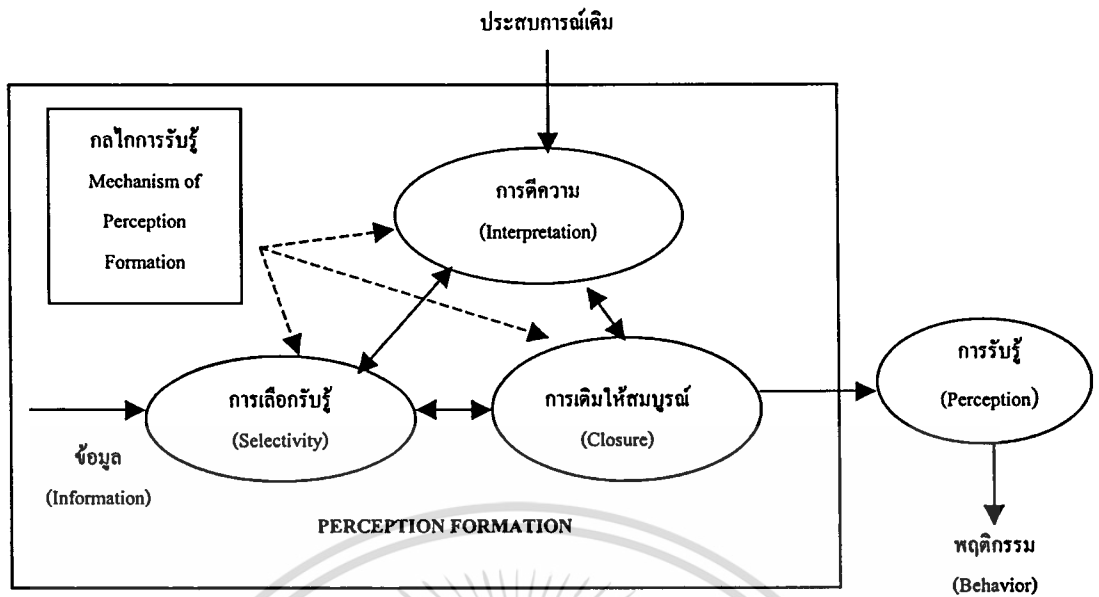 ประสบการณ์เดิม
กลไกการรับรู้
Mechanism of
Perception
Formation
การตีความ
(Interpretation)
การเลือกรับรู้
(Selectivity)
การเติมให้สมบูรณ์
(Closure)
การรับรู้
(Perception)
ข้อมูล
(Information)
PERCEPTION FORMATION
พฤติกรรม
(Behavior)